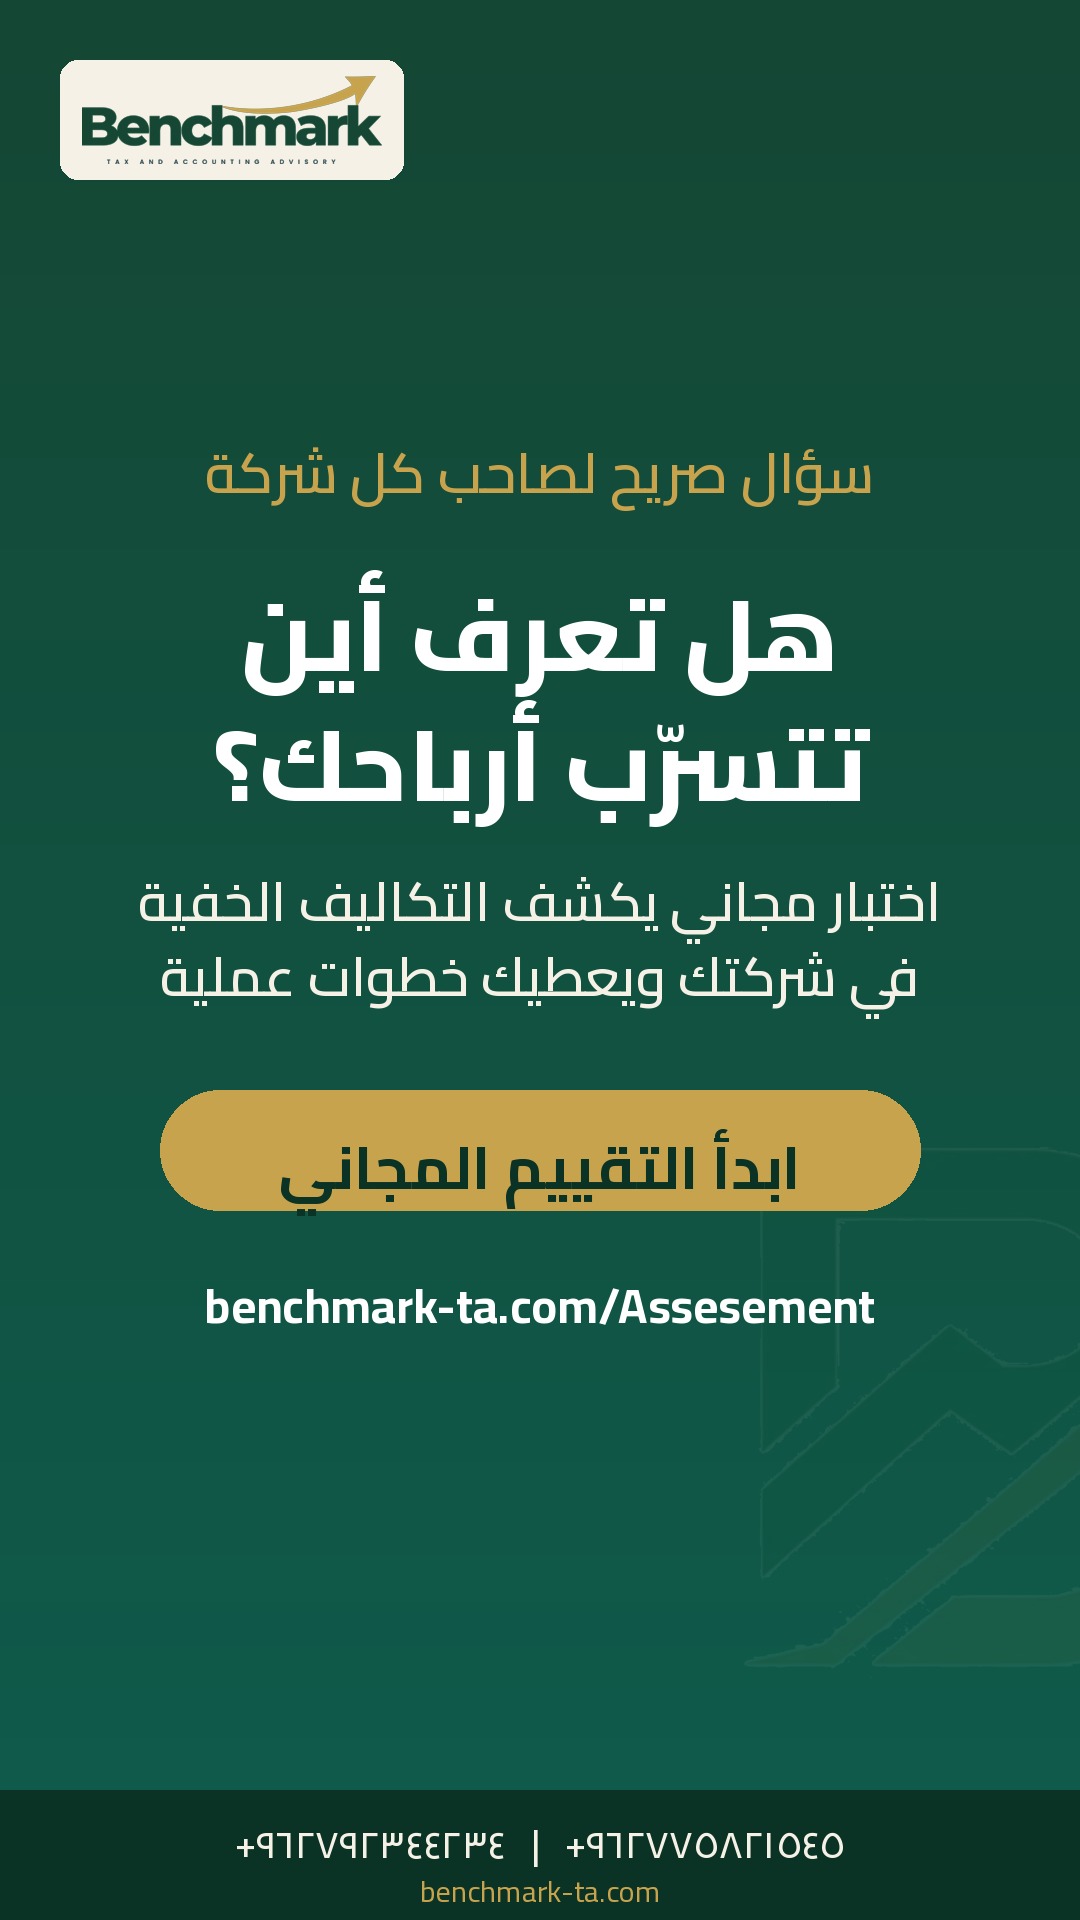 Benchmark
TAX AND ACCOUNTING ADVISORY
سؤال صريح لصاحب كل شركة
هل تعرف أين
تتسرّب أرباحك؟
اختبار مجاني يكشف التكاليف الخفية
في شركتك ويعطيك خطوات عملية
ابدأ التقييم المجاني
benchmark-ta.com/Assesement
+٩٦٢٧٩٢٣٤٤٢٣٤ | +٩٦٢٧٧٥٨٢١٥٤٥
benchmark-ta.com